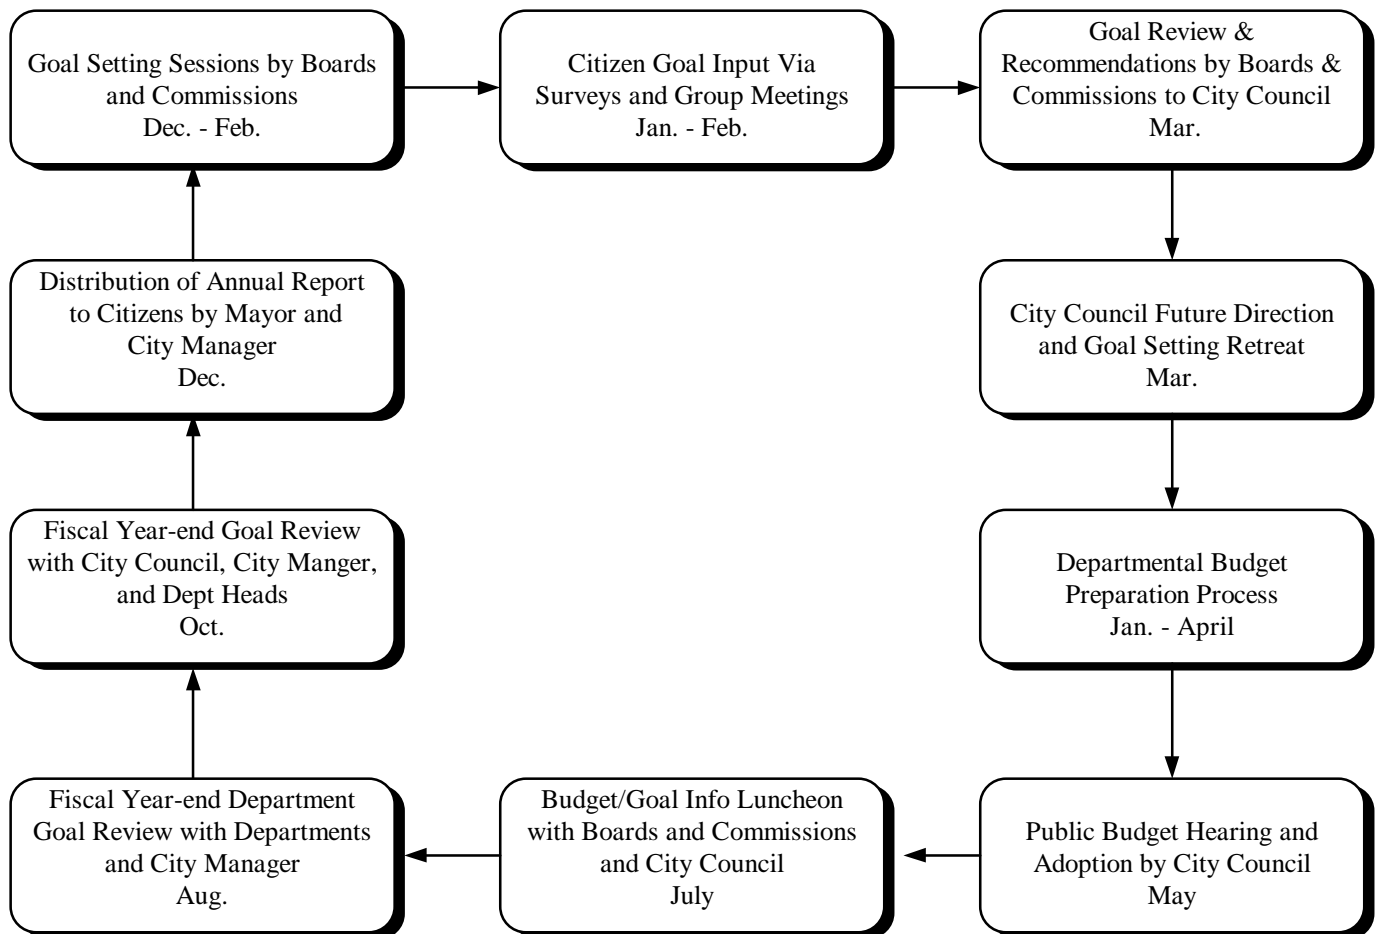 Goal Setting Sessions by Boards
and Commissions
Dec. - Feb.
Citizen Goal Input Via
Surveys and Group Meetings
Jan. - Feb.
Goal Review &
Recommendations by Boards &
Commissions to City Council
Mar.
Distribution of Annual Report
to Citizens by Mayor and
City Manager
Dec.
City Council Future Direction
and Goal Setting Retreat
Mar.
Fiscal Year-end Goal Review
with City Council, City Manger,
and Dept Heads
Oct.
Departmental Budget
Preparation Process
Jan. - April
Fiscal Year-end Department
Goal Review with Departments
and City Manager
Aug.
Budget/Goal Info Luncheon
with Boards and Commissions
and City Council
July
Public Budget Hearing and
Adoption by City Council
May